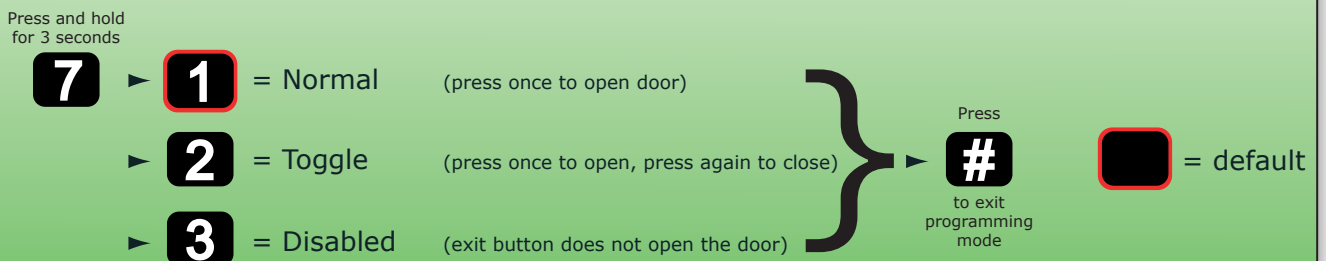 Press and hold
for 3 seconds
7 ► 1 = Normal (press once to open door)
► 2 = Toggle (press once to open, press again to close)
► 3 = Disabled (exit button does not open the door)
} ►
Press
#
to exit
programming
mode
= default